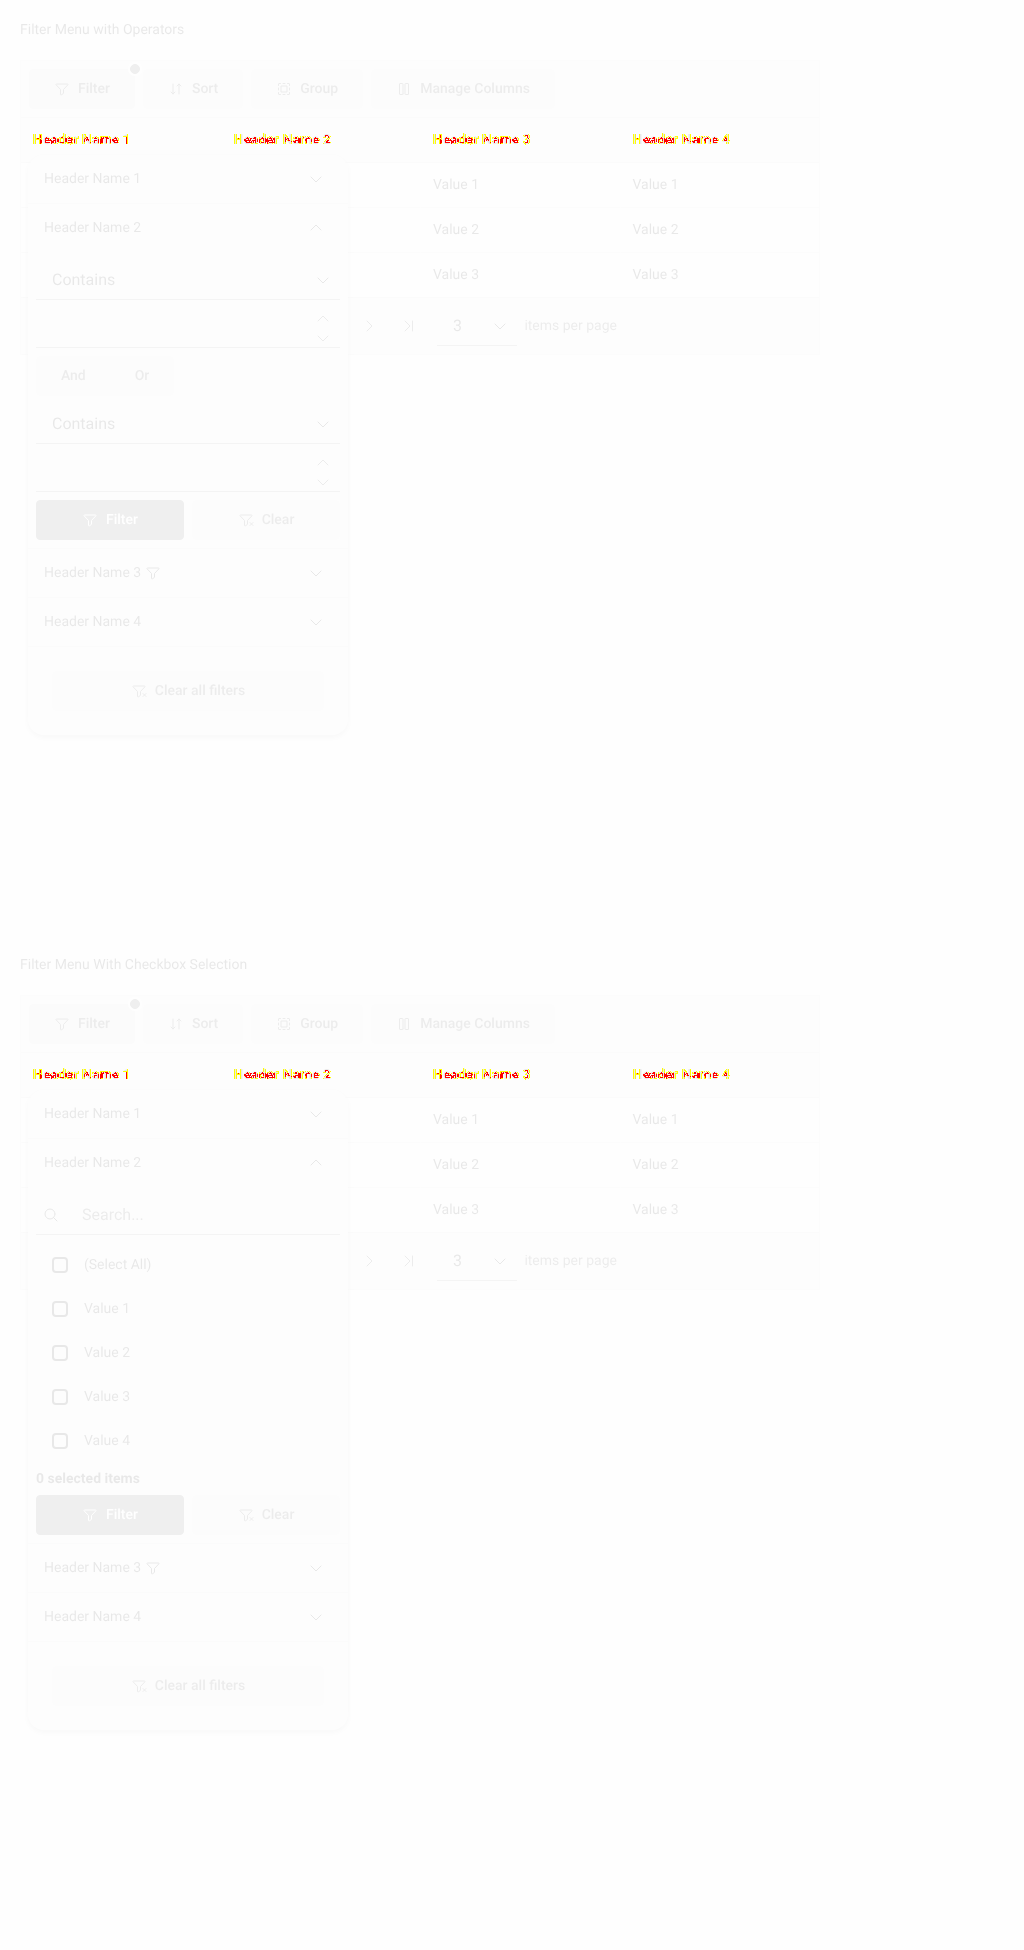 Filter Menu with Operators
Filter Sort Group Manage Columns
Header Name 1 Header Name 2 Header Name 3 Header Name 4
Header Name 1
Value 1 Value 1
Header Name 2
Value 2 Value 2
Contains
Value 3 Value 3
3 items per page
And Or
Contains
Filter Clear
Header Name 3
Header Name 4
Clear all filters
Filter Menu With Checkbox Selection
Filter Sort Group Manage Columns
Header Name 1 Header Name 2 Header Name 3 Header Name 4
Header Name 1
Value 1 Value 1
Header Name 2
Value 2 Value 2
Search...
Value 3 Value 3
(Select All)
3 items per page
Value 1
Value 2
Value 3
Value 4
0 selected items
Filter Clear
Header Name 3
Header Name 4
Clear all filters